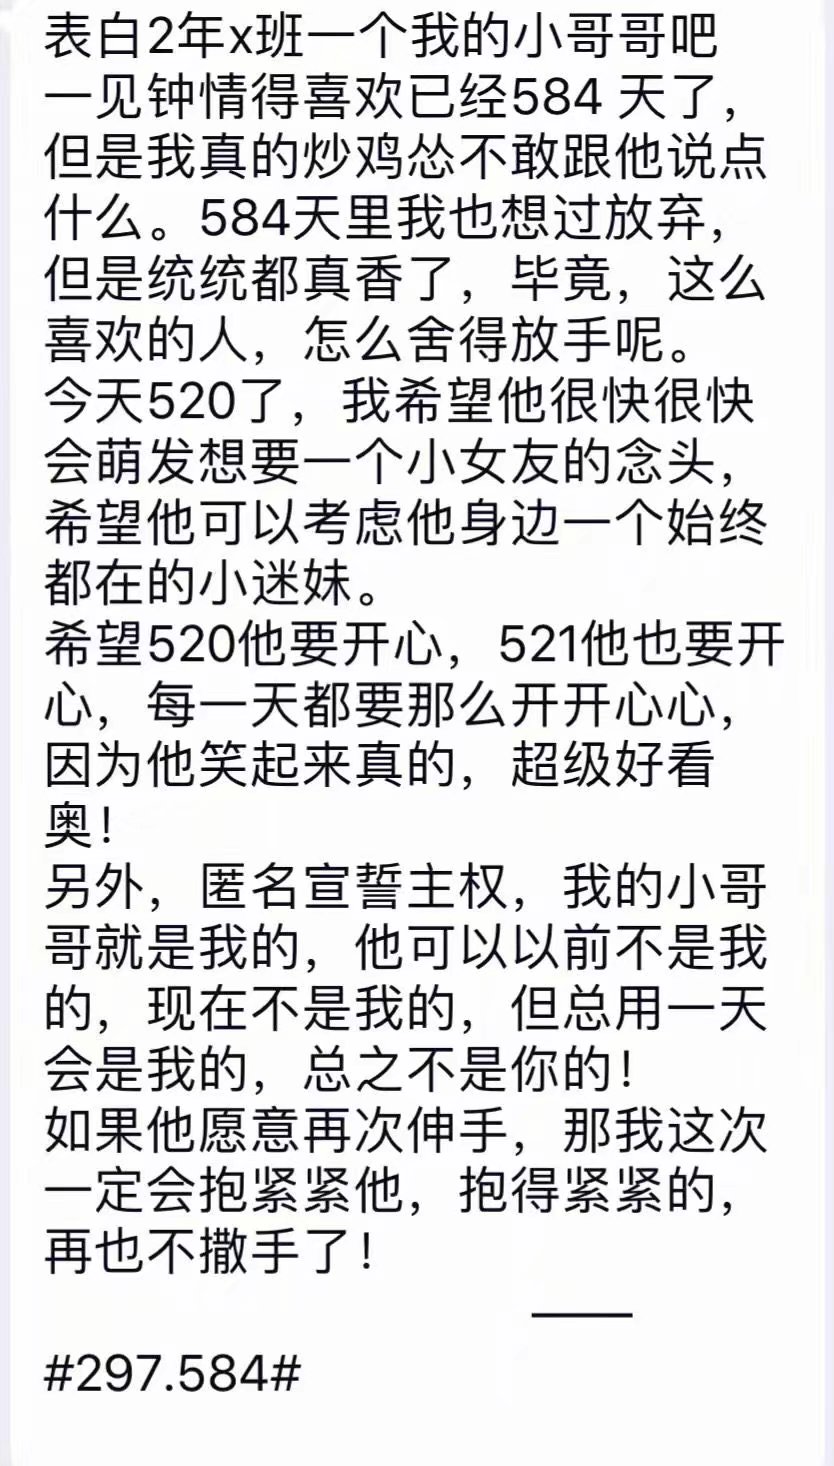 表白2年x班一个我的小哥哥吧
一见钟情得喜欢已经584 天了，
但是我真的炒鸡怂不敢跟他说点
什么。584天里我也想过放弃，
但是统统都真香了，毕竟，这么
喜欢的人，怎么舍得放手呢。
今天520了，我希望他很快很快
会萌发想要一个小女友的念头，
希望他可以考虑他身边一个始终
都在的小迷妹。
希望520他要开心，521他也要开
心，每一天都要那么开开心心，
因为他笑起来真的，超级好看
奥！
另外，匿名宣誓主权，我的小哥
哥就是我的，他可以以前不是我
的，现在不是我的，但总用一天
会是我的，总之不是你的！
如果他愿意再次伸手，那我这次
一定会抱紧紧他，抱得紧紧的，
再也不撒手了！
——
#297.584#